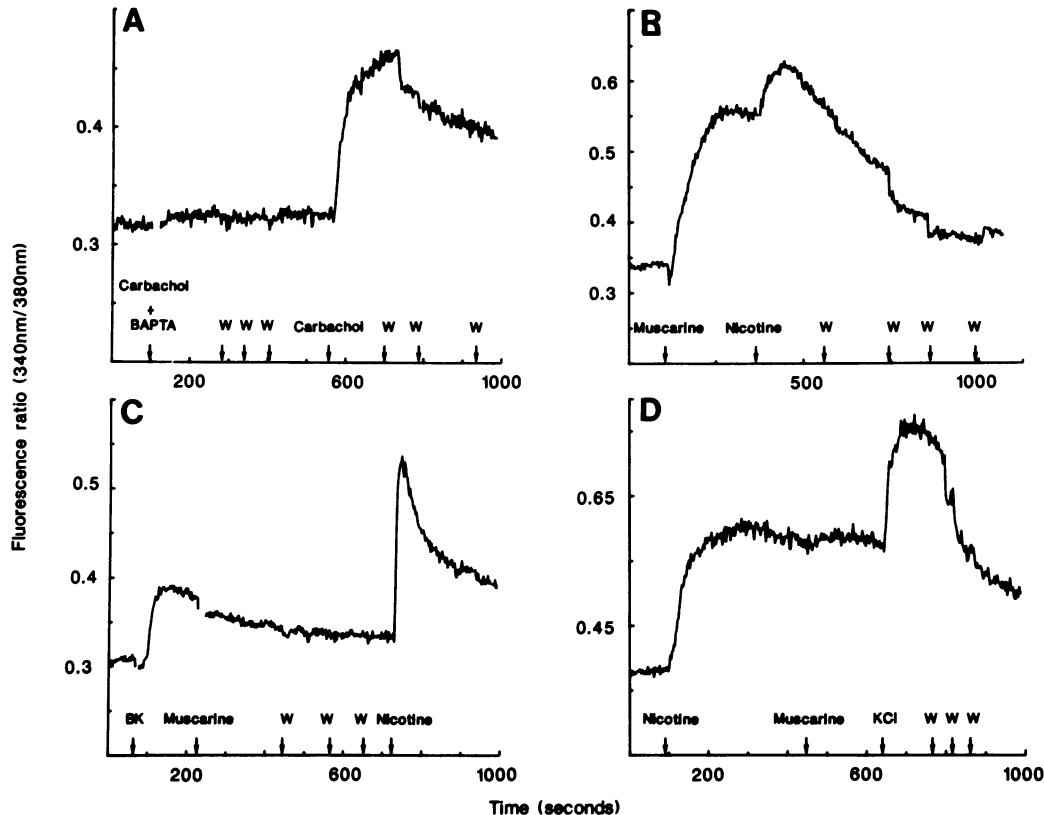 A
B
0.4
0.3
0.6
0.5
0.4
0.3
Carbachol
+
BAPTA W W W Carbachol W W W
Muscarine Nicotine W W W W
200 600 1000
500 1000
C
D
0.5
0.4
0.3
0.65
0.45
BK Muscarine W W W Nicotine
Nicotine Muscarine KCl W W W
200 600 1000
200 600 1000
Fluorescence ratio (340nm/380nm)
Time (seconds)